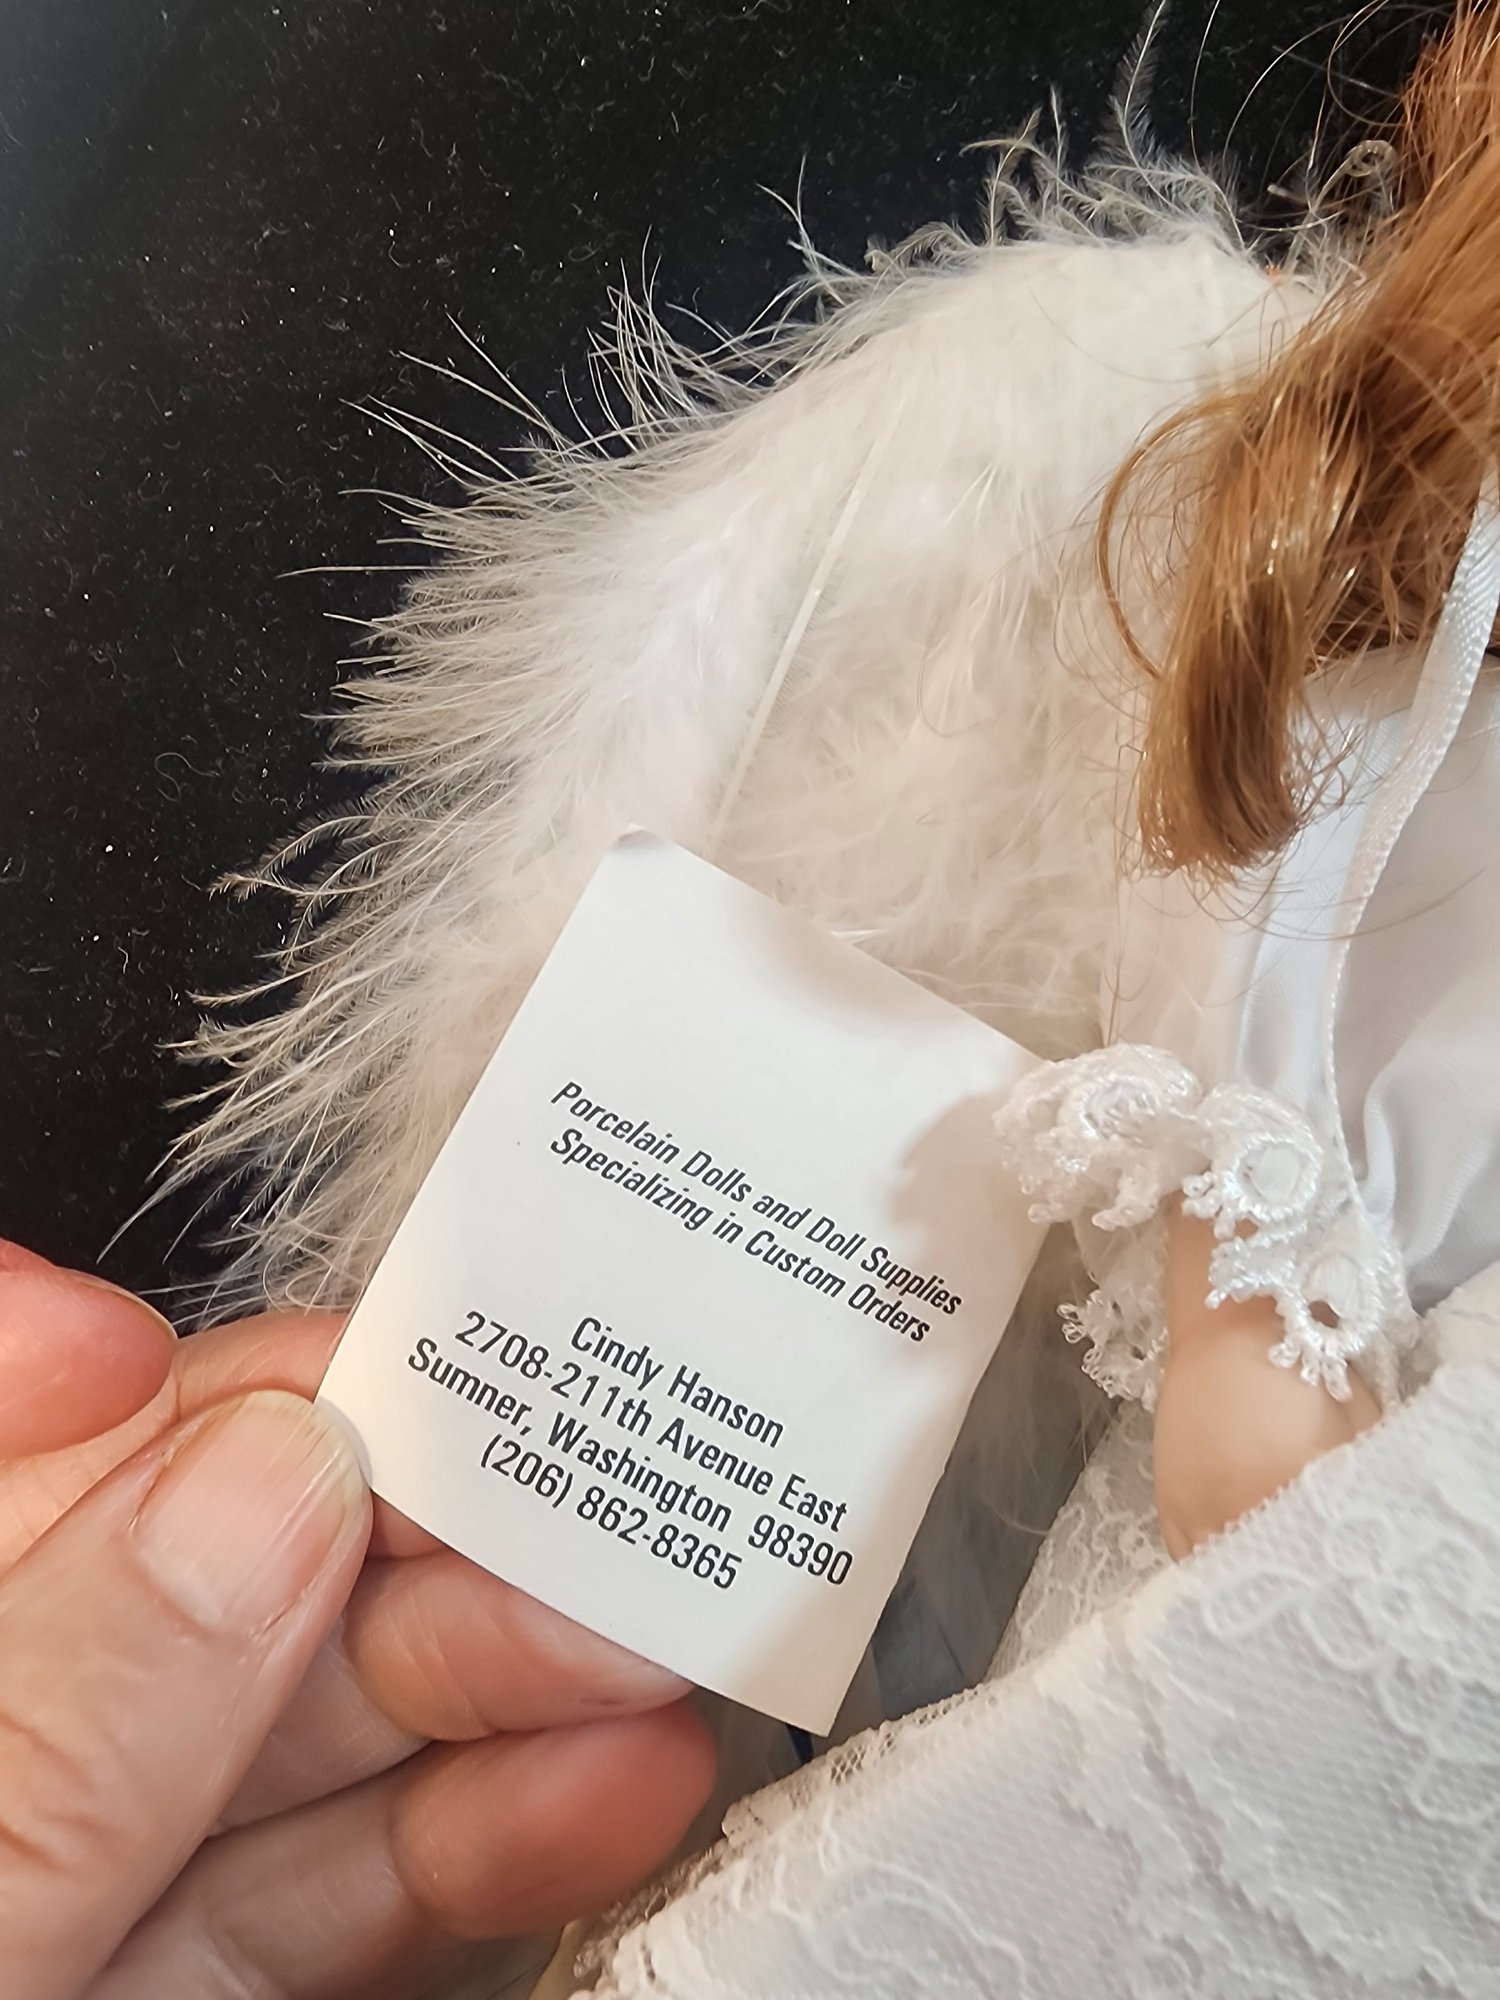 Porcelain Dolls and Doll Supplies
Specializing in Custom Orders
Cindy Hanson
2708-211th Avenue East
Sumner, Washington 98390
(206) 862-8365